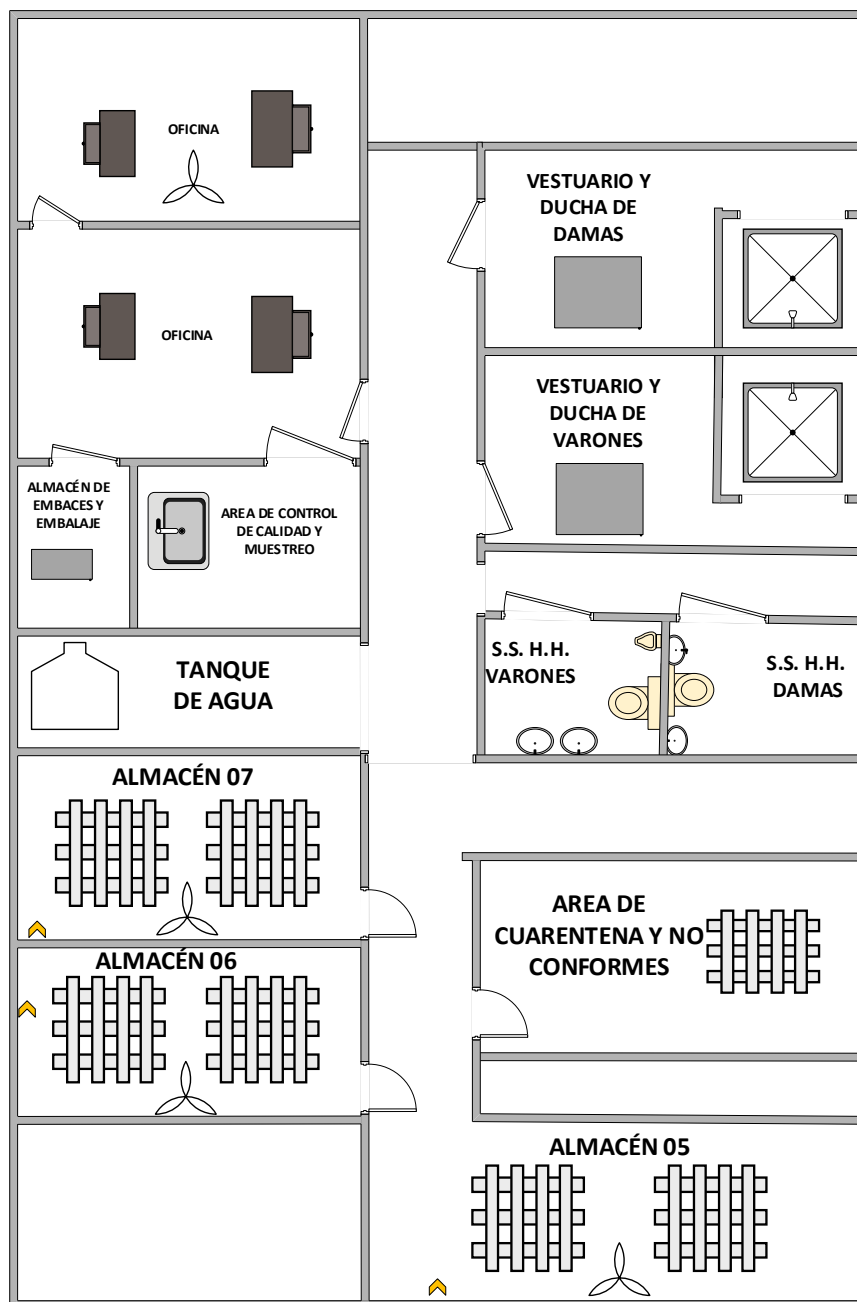 OFICINA
VESTUARIO Y
DUCHA DE
DAMAS
OFICINA
VESTUARIO Y
DUCHA DE
VARONES
ALMACÉN DE
EMBACES Y
EMBALAJE
AREA DE CONTROL
DE CALIDAD Y
MUESTREO
TANQUE
DE AGUA
S.S. H.H.
VARONES
S.S. H.H.
DAMAS
ALMACÉN 07
AREA DE
CUARENTENA Y NO
CONFORMES
ALMACÉN 06
ALMACÉN 05